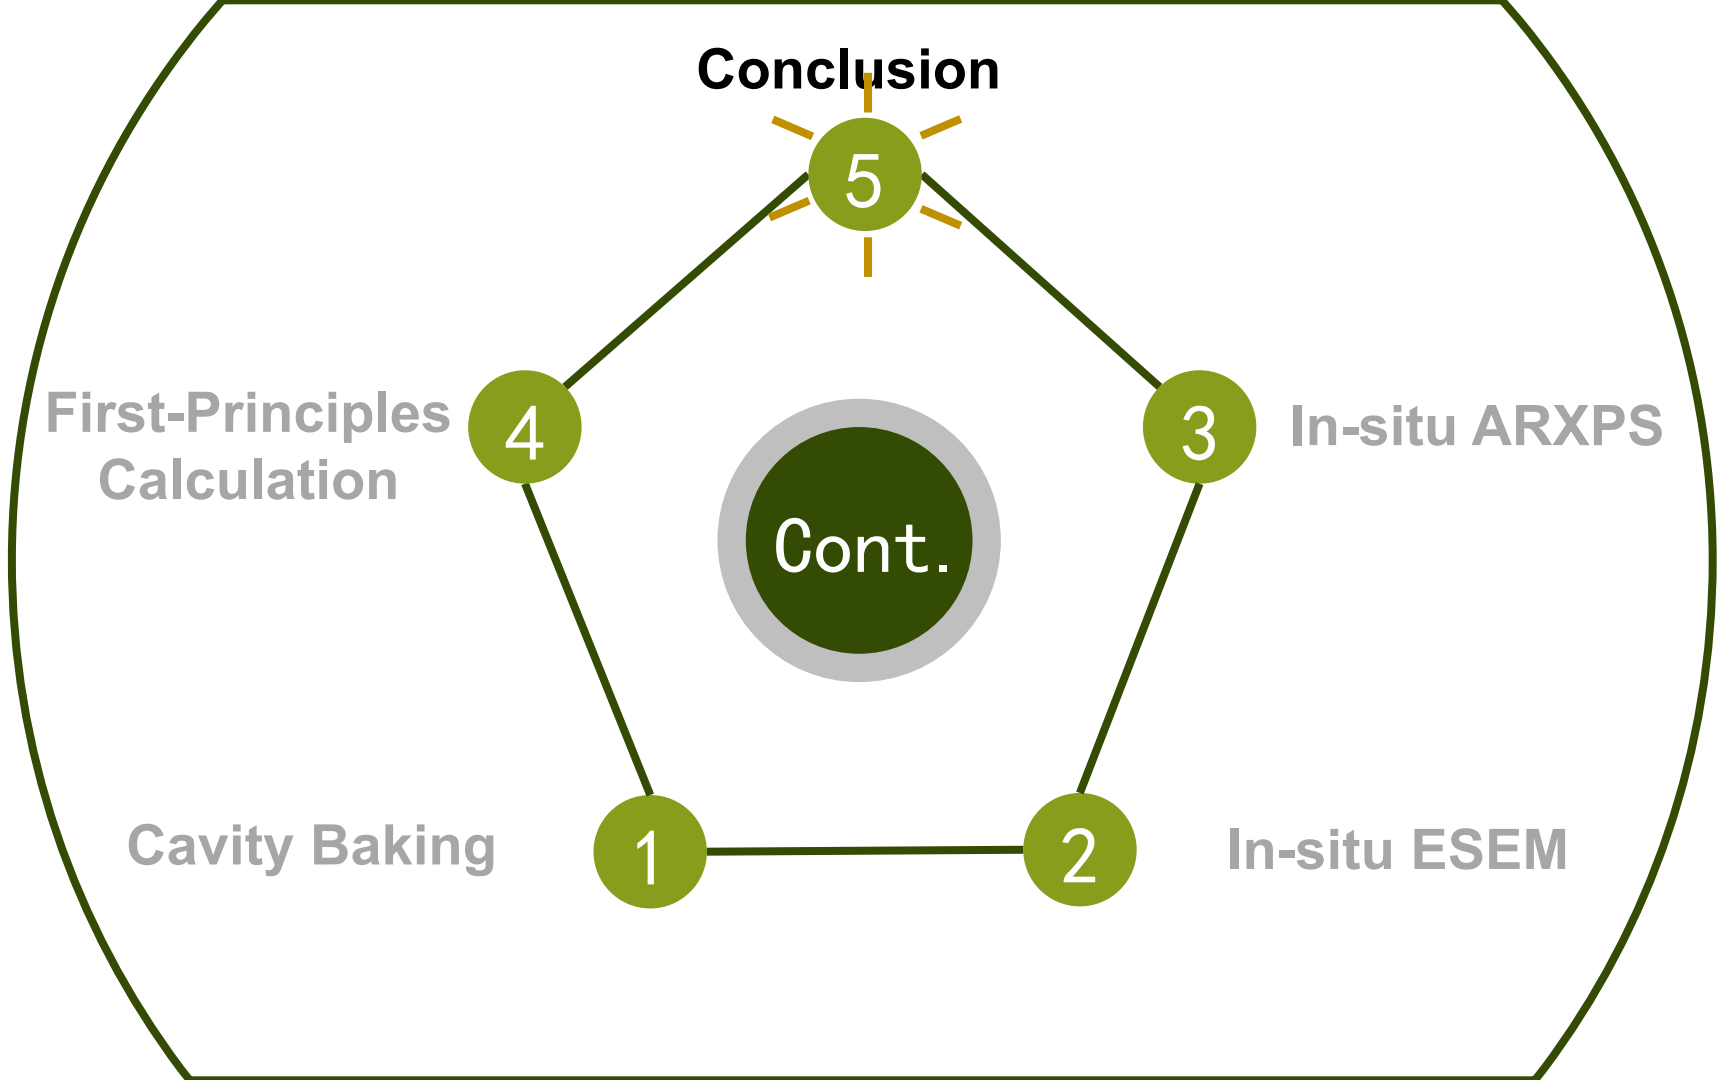 Conclusion
5
First-Principles
Calculation
4
3
In-situ ARXPS
Cont.
Cavity Baking
1
2
In-situ ESEM